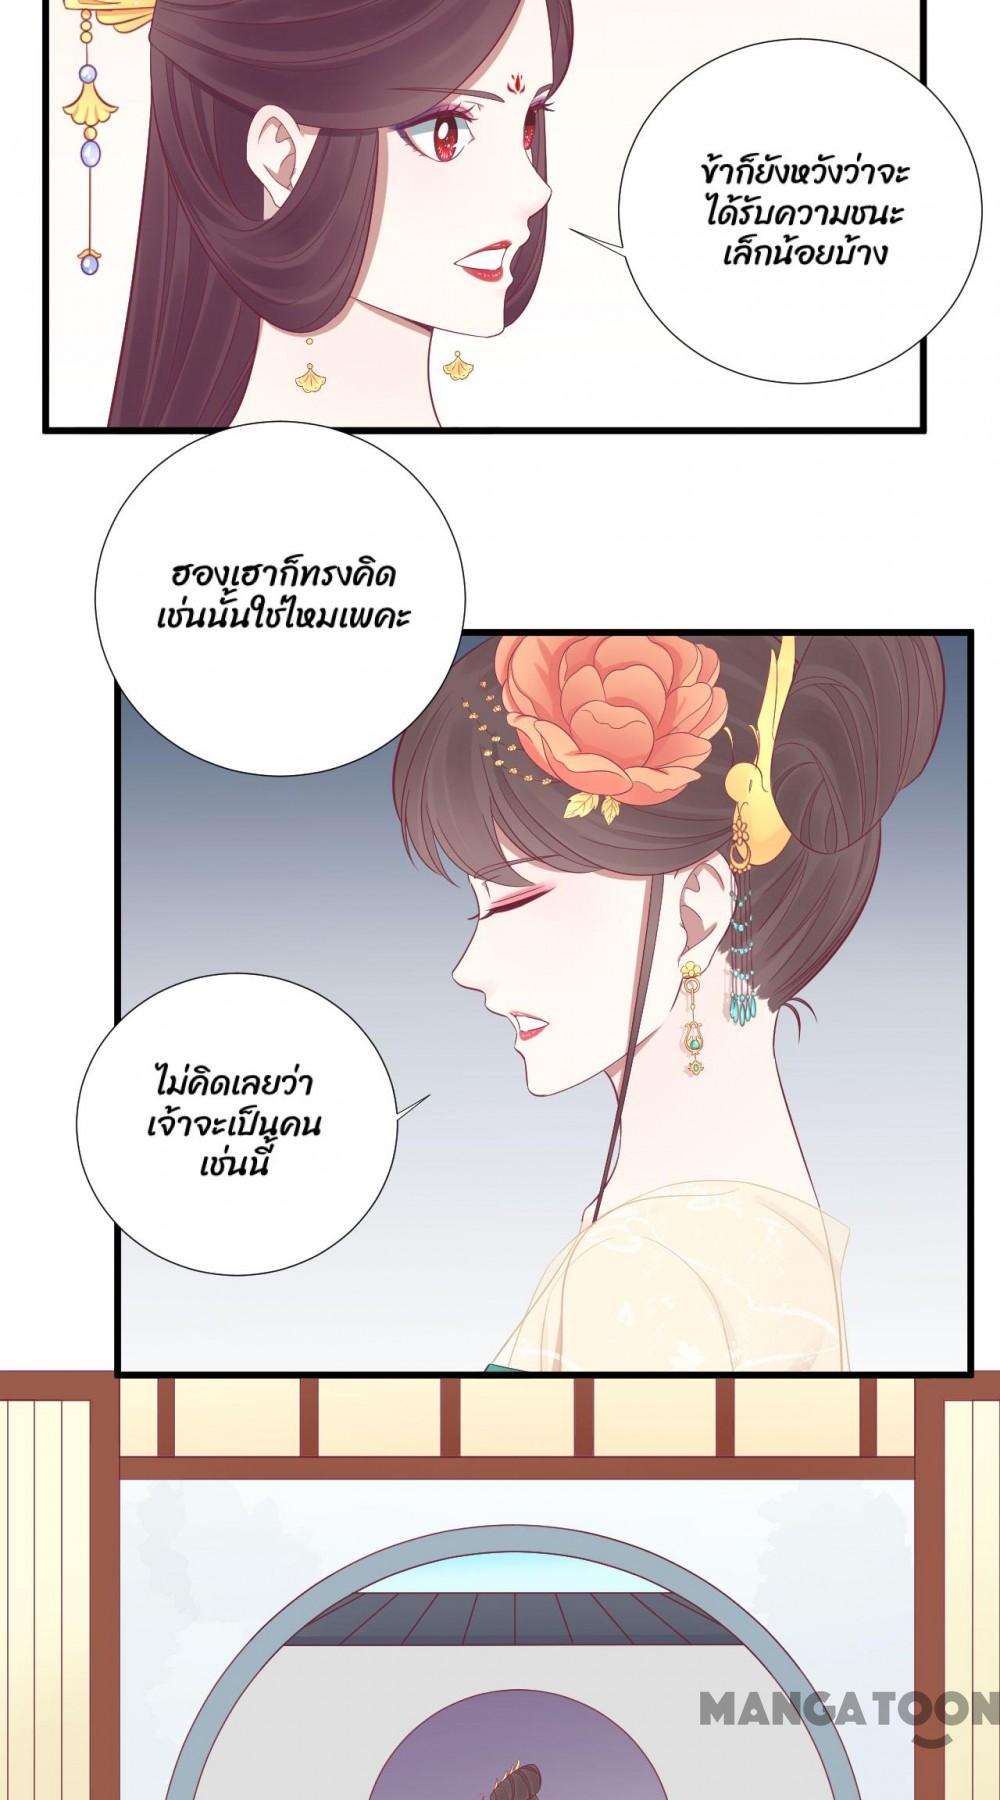 ข้าก็ยังหวังว่าจะ
ได้รับความชนะ
เล็กน้อยบ้าง
ฮองเฮาก็ทรงคิด
เช่นนั้นใช่ไหมเพคะ
ไม่คิดเลยว่า
เจ้าจะเป็นคน
เช่นนี้
MANGATOON